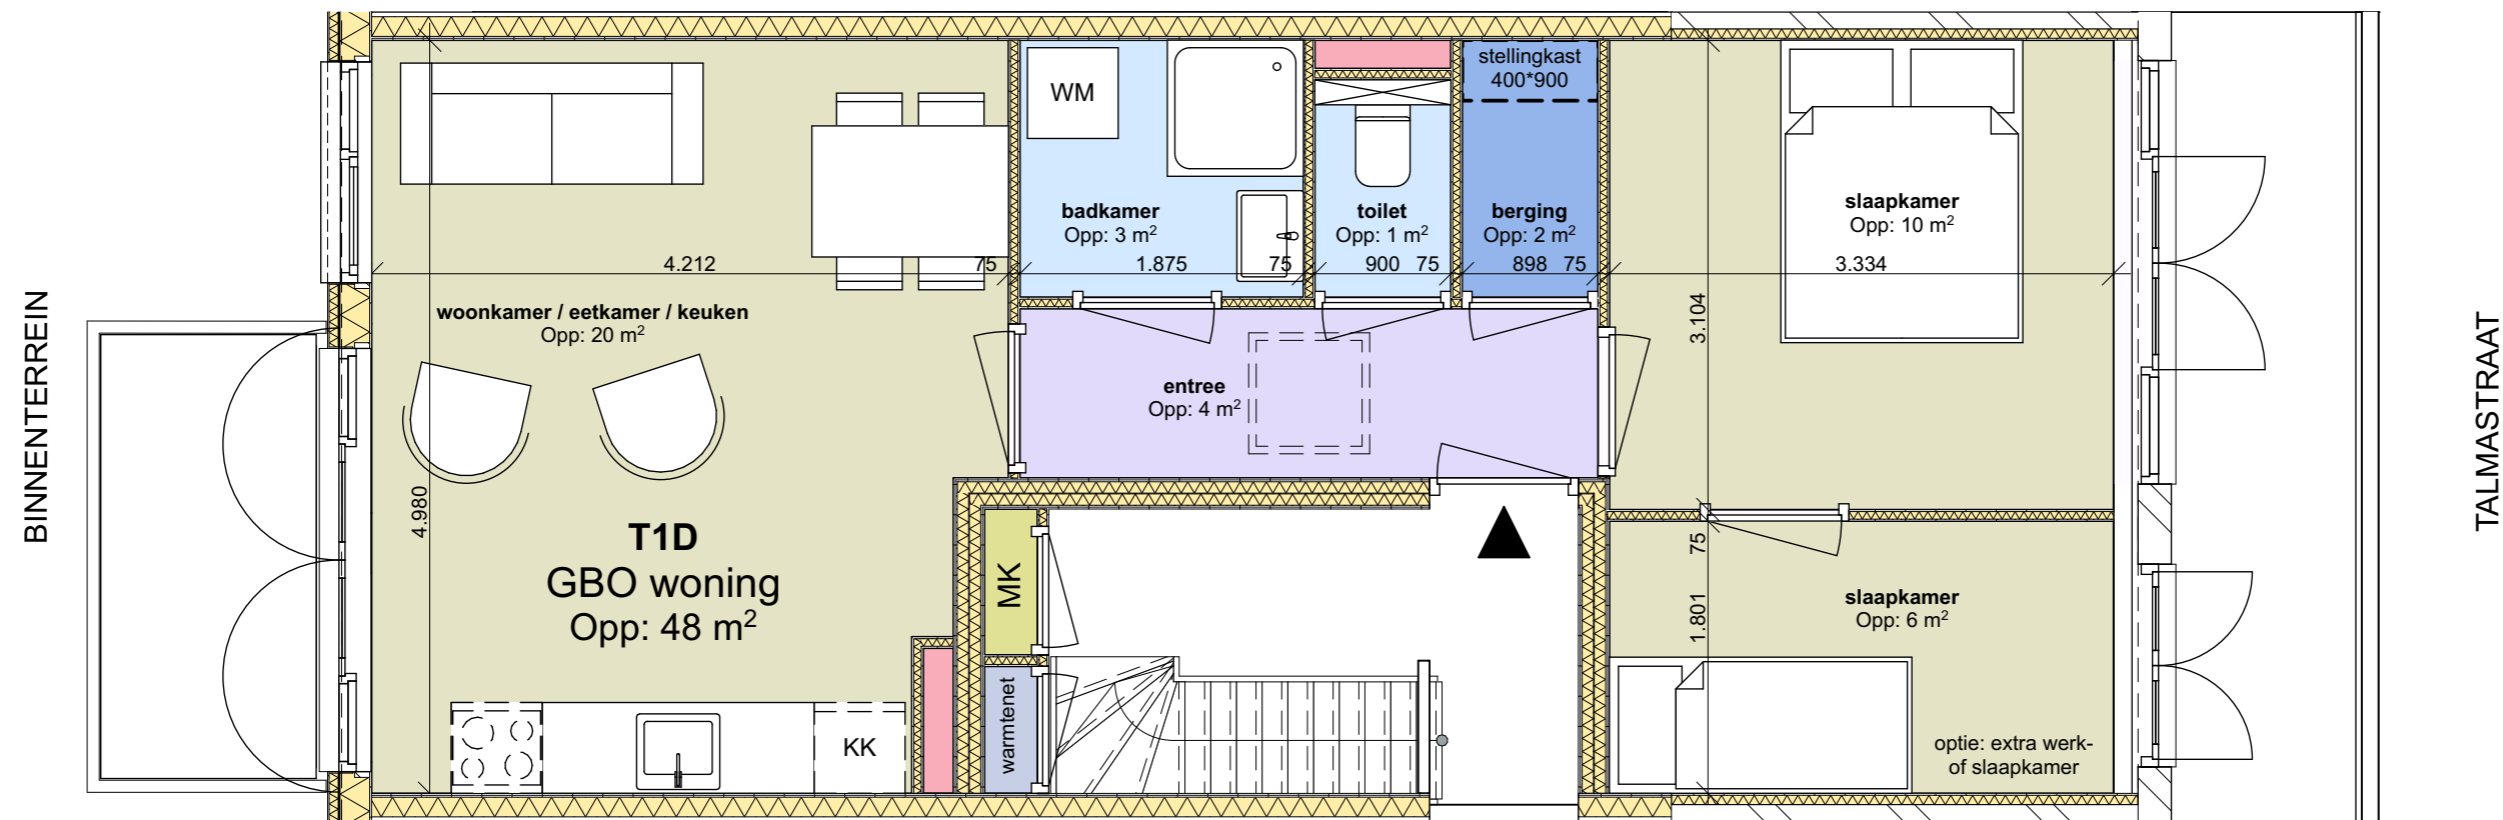 BINNENTERREIN
WM
badkamer
Opp: 3 m²
toilet
Opp: 1 m²
stellingkast
400*900
berging
Opp: 2 m²
slaapkamer
Opp: 10 m²
4.212
75
1.875
75
900
75
898
75
3.334
3.104
woonkamer / eetkamer / keuken
Opp: 20 m²
entree
Opp: 4 m²
4.980
T1D
GBO woning
Opp: 48 m²
MK
warmtenet
KK
75
1.801
slaapkamer
Opp: 6 m²
optie: extra werk-
of slaapkamer
TALMASTRAAT